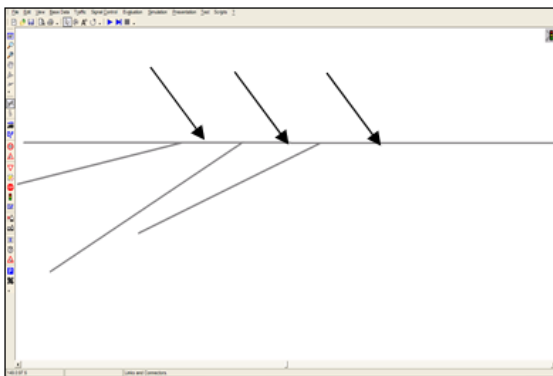 File Edit View Base Data Traffic Signal Control Evaluation Simulation Presentation Test Scripts ?
Links and Connectors